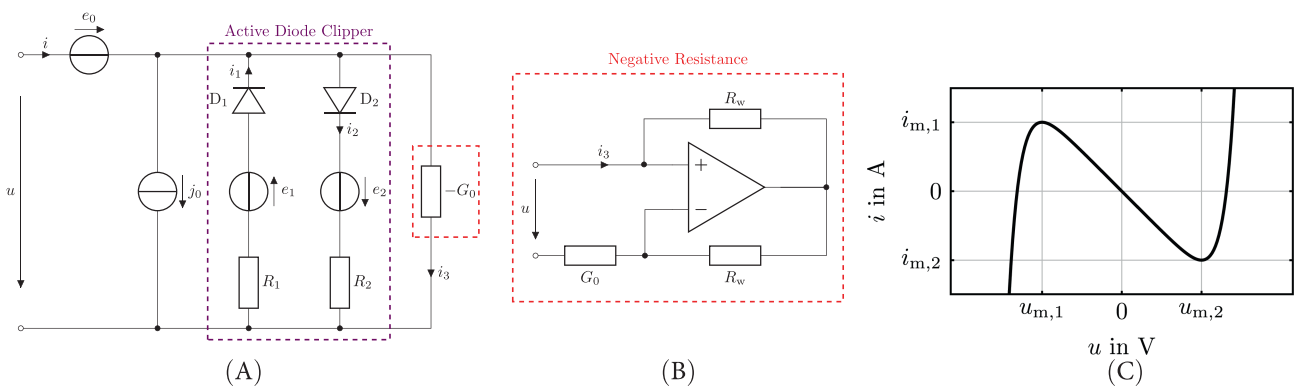 Active Diode Clipper
e₀
i
i₁
D₁
D₂
i₂
u
j₀
e₁
e₂
−G₀
R₁
R₂
i₃
(A)
Negative Resistance
R_w
i₃
+
u
−
G₀
R_w
(B)
i in A
i_m,1
0
i_m,2
u_m,1
0
u_m,2
u in V
(C)